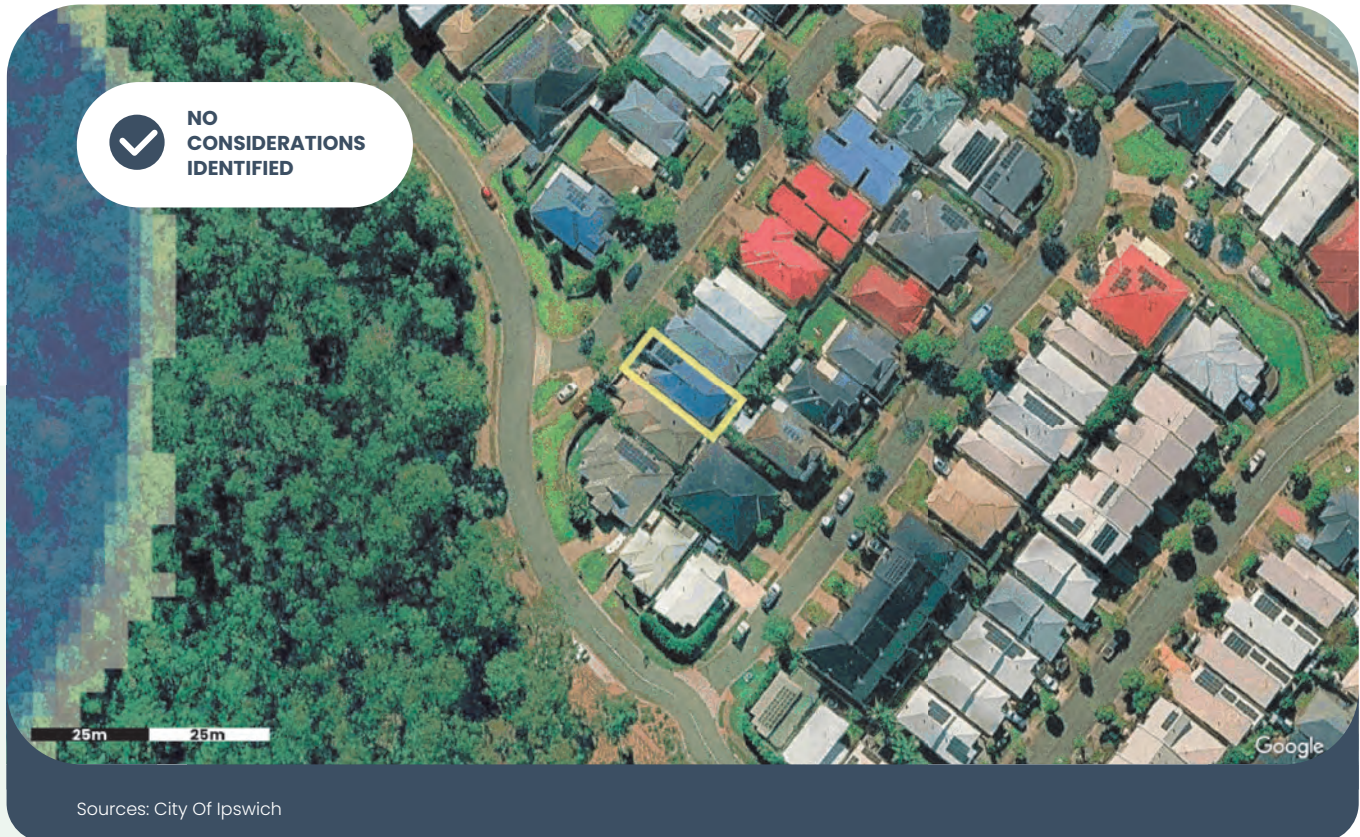 NO
CONSIDERATIONS
IDENTIFIED
25m 25m
Google
Sources: City Of Ipswich